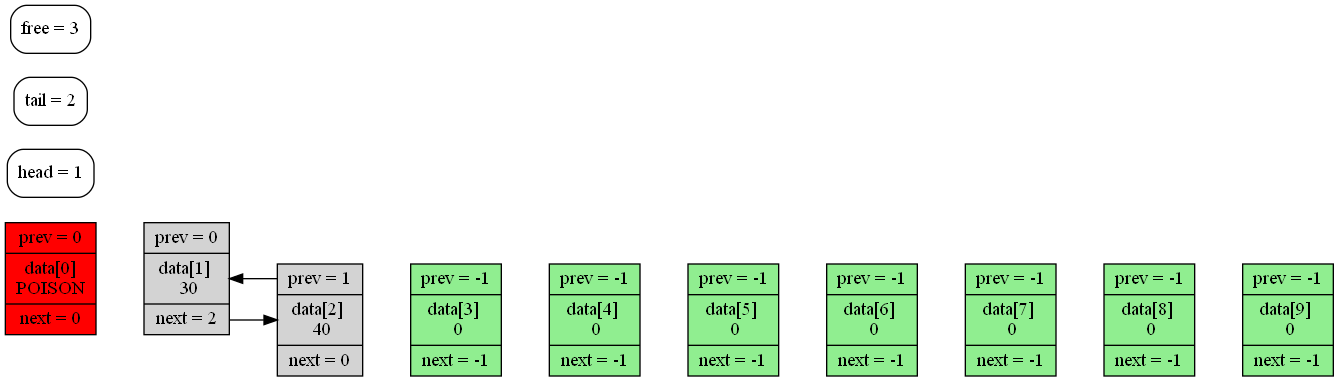 free = 3
tail = 2
head = 1
prev = 0
data[0]
POISON
next = 0
prev = 0
data[1]
30
next = 2
prev = 1
data[2]
40
next = 0
prev = -1
data[3]
0
next = -1
prev = -1
data[4]
0
next = -1
prev = -1
data[5]
0
next = -1
prev = -1
data[6]
0
next = -1
prev = -1
data[7]
0
next = -1
prev = -1
data[8]
0
next = -1
prev = -1
data[9]
0
next = -1